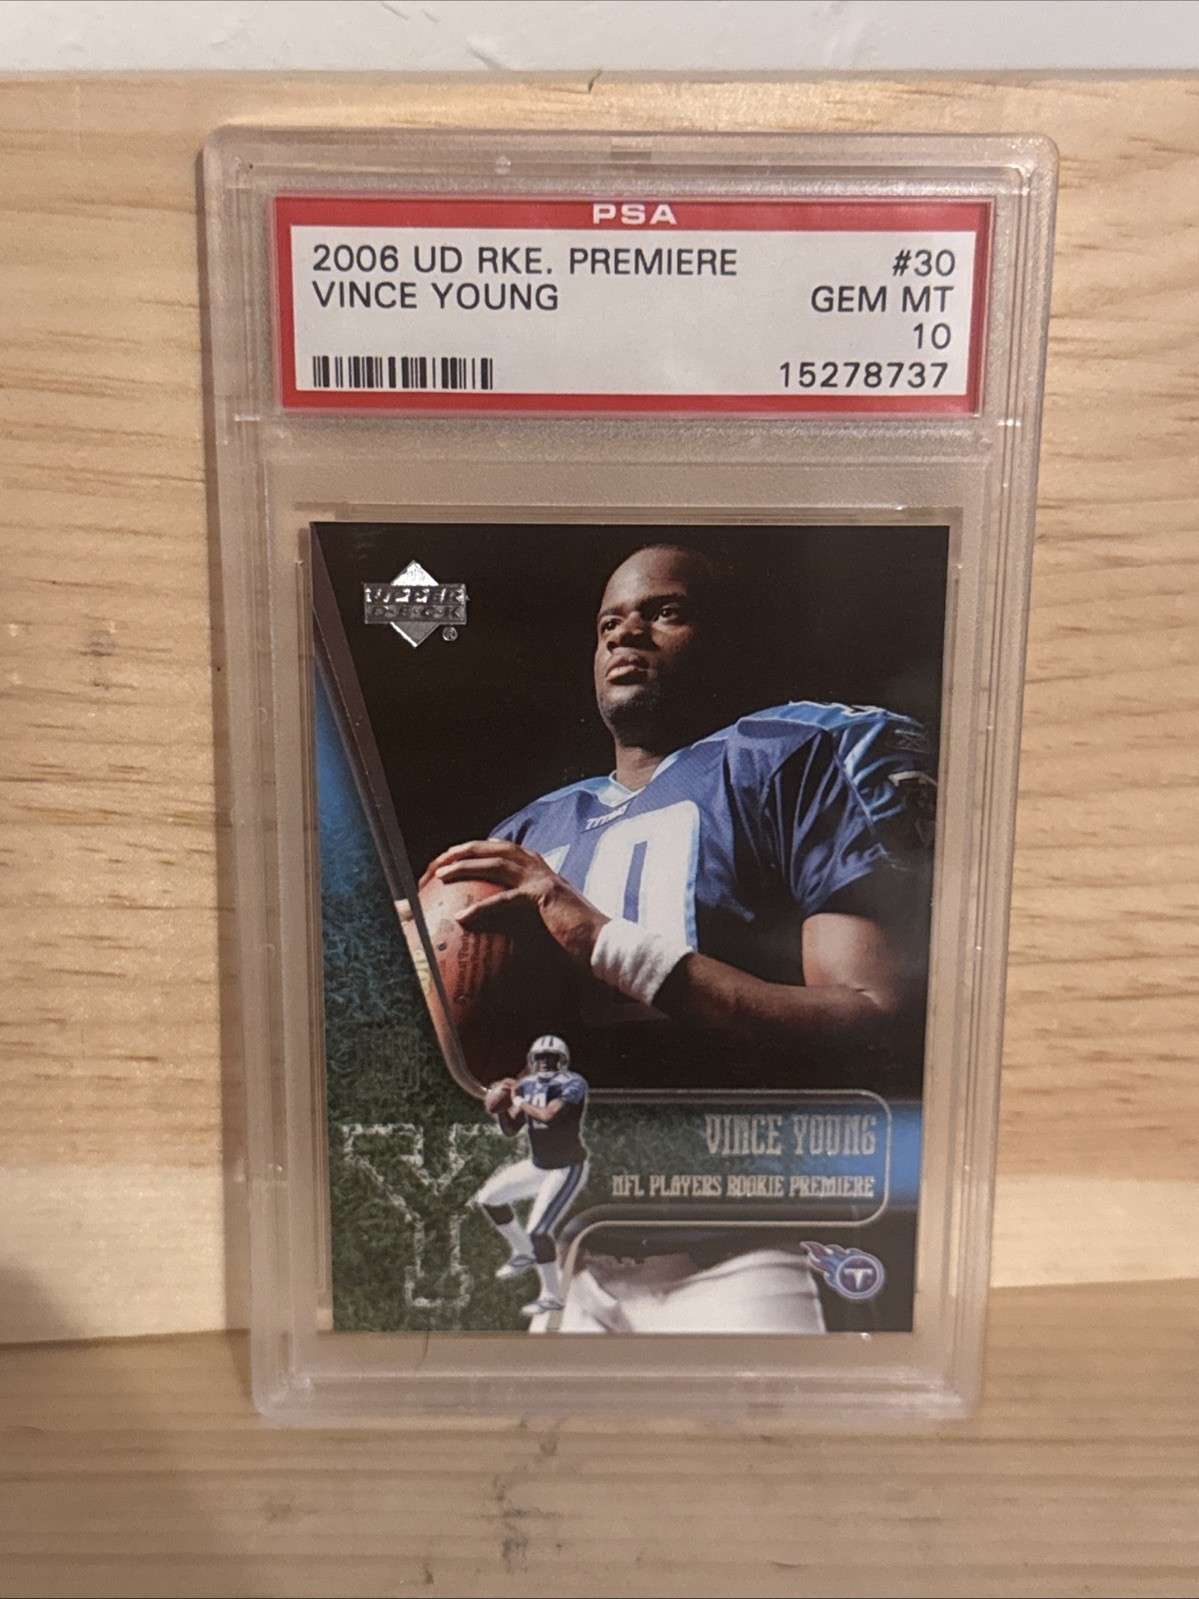 PSA
2006 UD RKE. PREMIERE #30
VINCE YOUNG GEM MT
10
15278737
UPPER
DECK
®
TITANS
10
VINCE YOUNG
NFL PLAYERS ROOKIE PREMIERE
Y
T